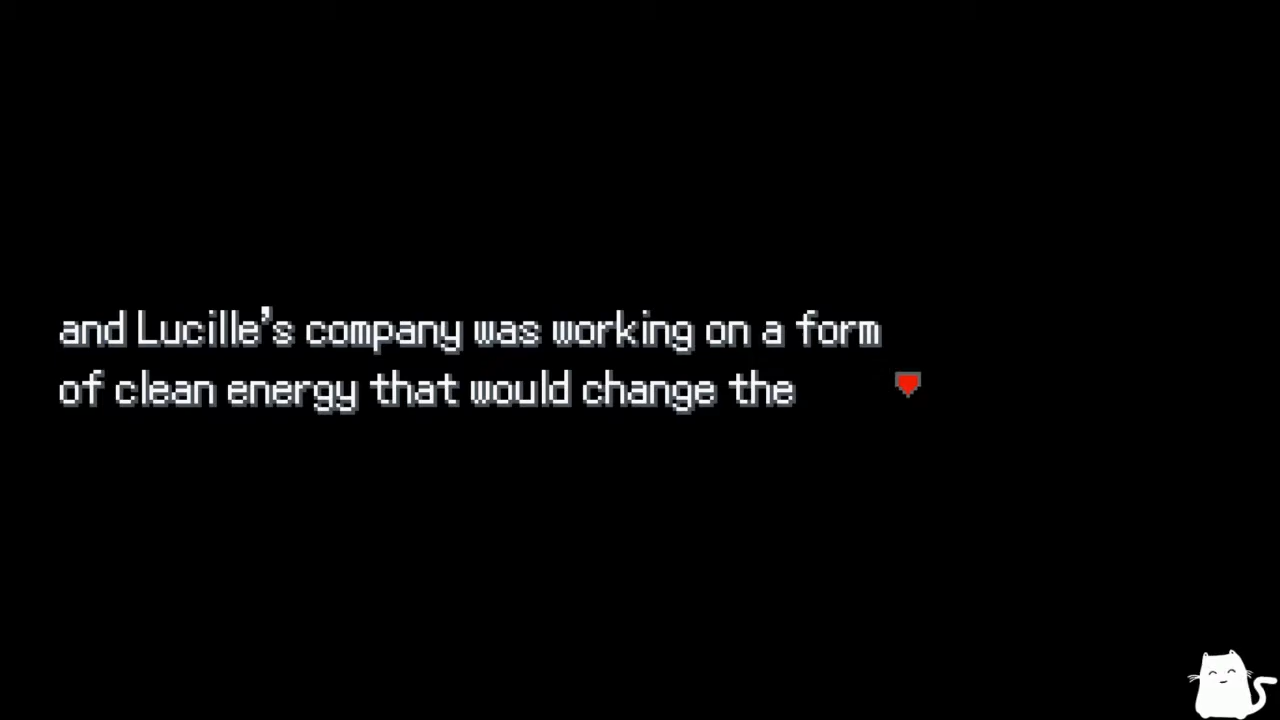 and Lucille's company was working on a form
of clean energy that would change the